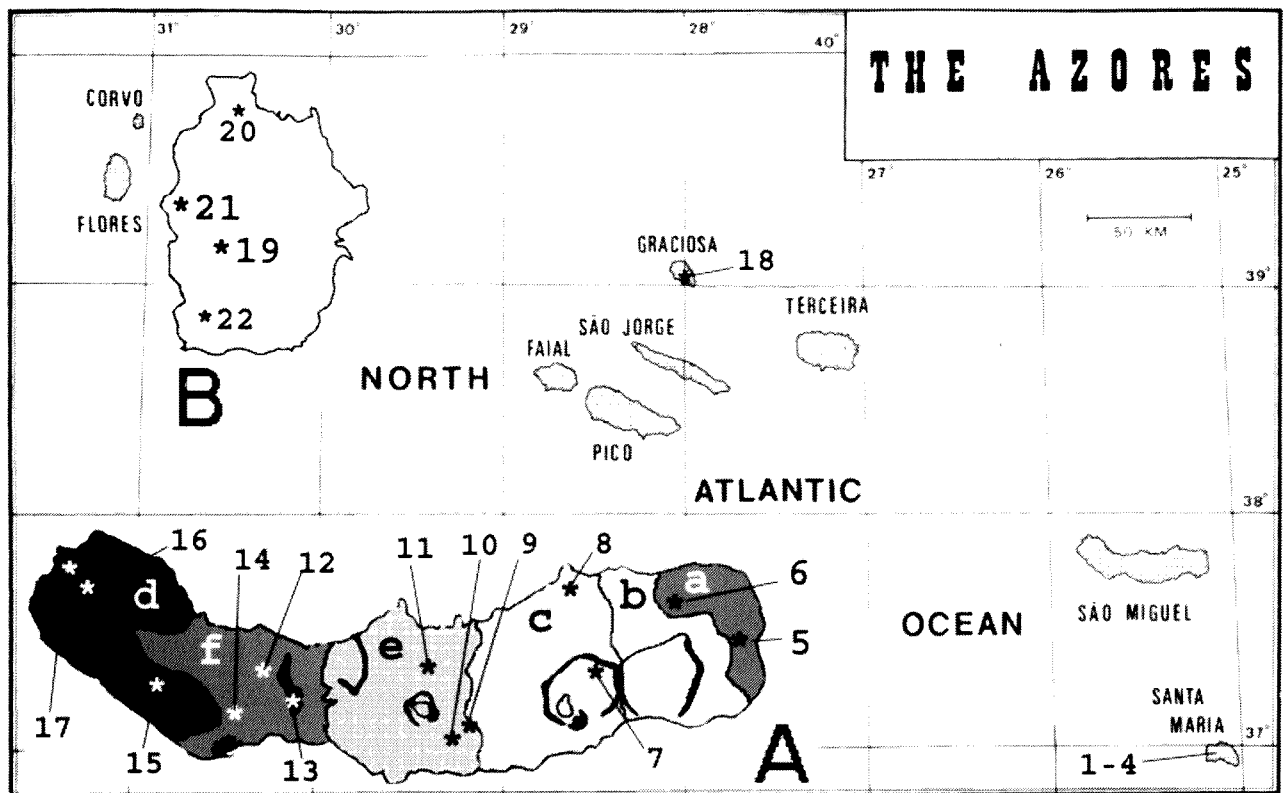 31° 30 29° 28° 40°
THE AZORES
CORVO
20
27° 26° 25°
21
FLORES
50 KM
19
GRACIOSA
18
39°
22
TERCEIRA
SÃO JORGE
FAIAL
B
NORTH
PICO
ATLANTIC
38°
16 14 12 11 10 9 8
a
6
d b
c
SÃO MIGUEL
OCEAN
5
f e
SANTA
MARIA
37°
17 15 13 7 A 1-4